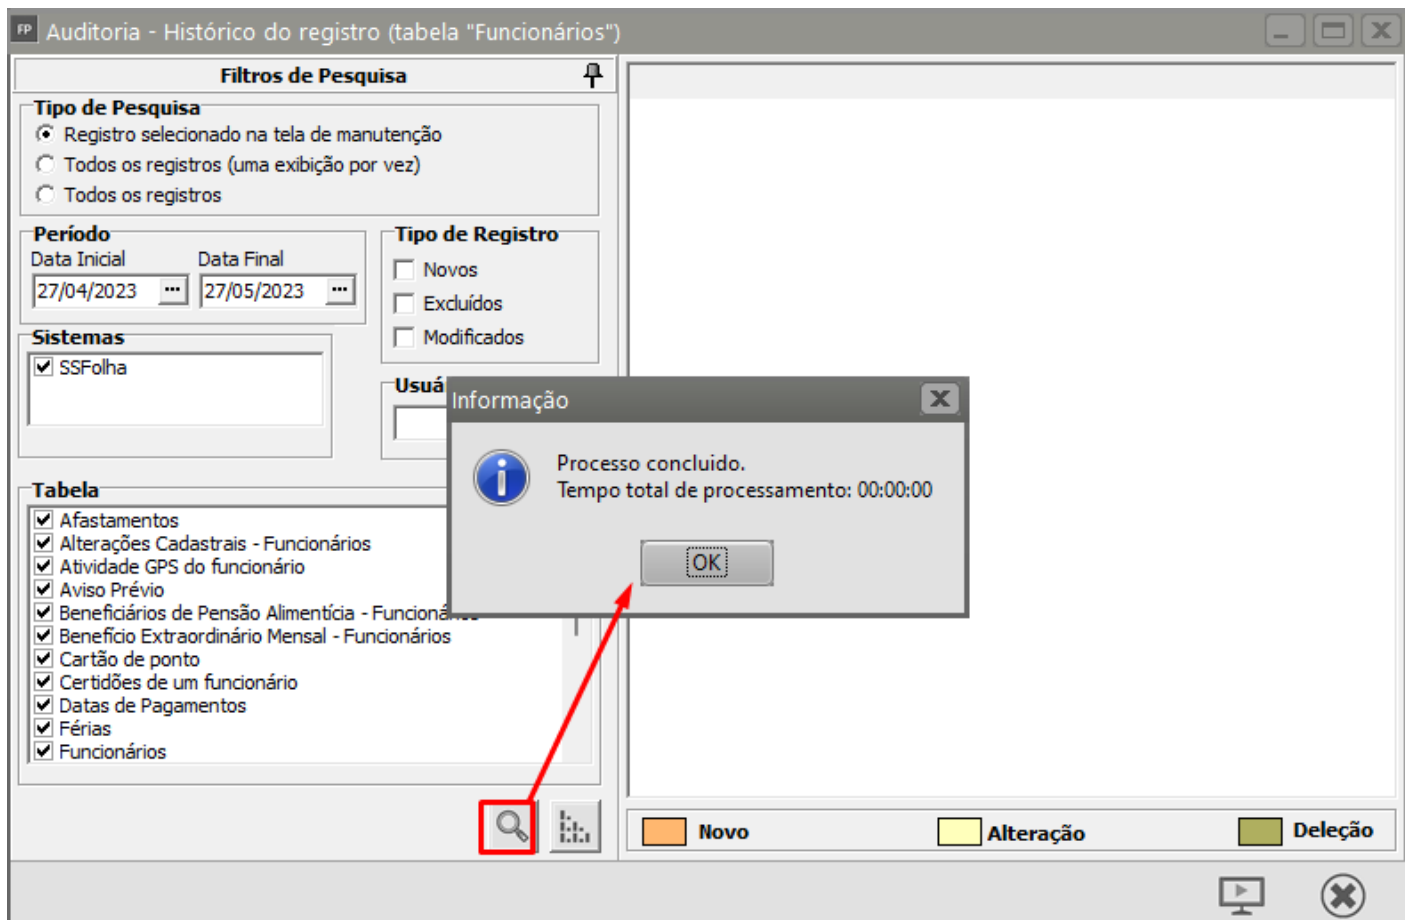 FP Auditoria - Histórico do registro (tabela "Funcionários")
Filtros de Pesquisa
Tipo de Pesquisa
Registro selecionado na tela de manutenção
Todos os registros (uma exibição por vez)
Todos os registros
Período
Data Inicial Data Final
27/04/2023 ... 27/05/2023 ...
Tipo de Registro
Novos
Excluídos
Modificados
Sistemas
SSFolha
Usuá
Informação
Processo concluido.
Tempo total de processamento: 00:00:00
OK
Tabela
Afastamentos
Alterações Cadastrais - Funcionários
Atividade GPS do funcionário
Aviso Prévio
Beneficiários de Pensão Alimentícia - Funcionários
Benefício Extraordinário Mensal - Funcionários
Cartão de ponto
Certidões de um funcionário
Datas de Pagamentos
Férias
Funcionários
Novo Alteração Deleção